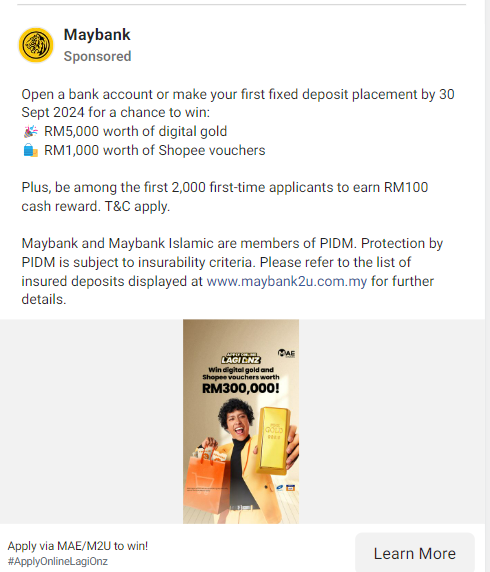 Maybank
Sponsored
Open a bank account or make your first fixed deposit placement by 30
Sept 2024 for a chance to win:
🎉 RM5,000 worth of digital gold
🛍️ RM1,000 worth of Shopee vouchers
Plus, be among the first 2,000 first-time applicants to earn RM100
cash reward. T&C apply.
Maybank and Maybank Islamic are members of PIDM. Protection by
PIDM is subject to insurability criteria. Please refer to the list of
insured deposits displayed at www.maybank2u.com.my for further
details.
MAE
APPLY ONLINE
LAGI ONZ
Win digital gold and
Shopee vouchers worth
RM300,000!
GOLD
Apply via MAE/M2U to win!
#ApplyOnlineLagiOnz
Learn More